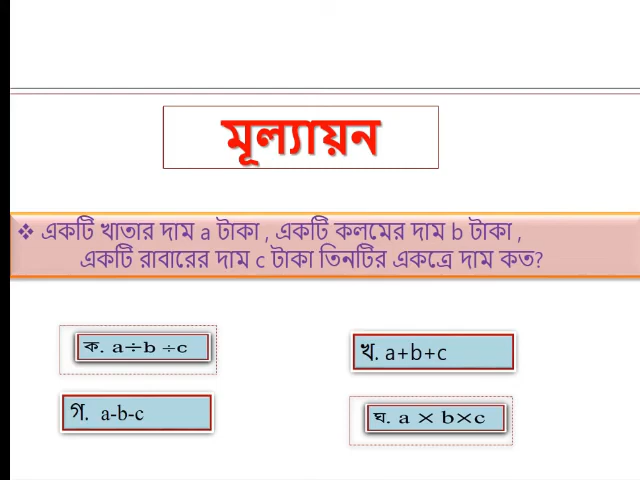 মূল্যায়ন
❖ একটি খাতার দাম a টাকা , একটি কলমের দাম b টাকা ,
একটি রাবারের দাম c টাকা তিনটির একত্রে দাম কত?
ক. a÷b ÷c
খ. a+b+c
গ. a-b-c
ঘ. a × b×c